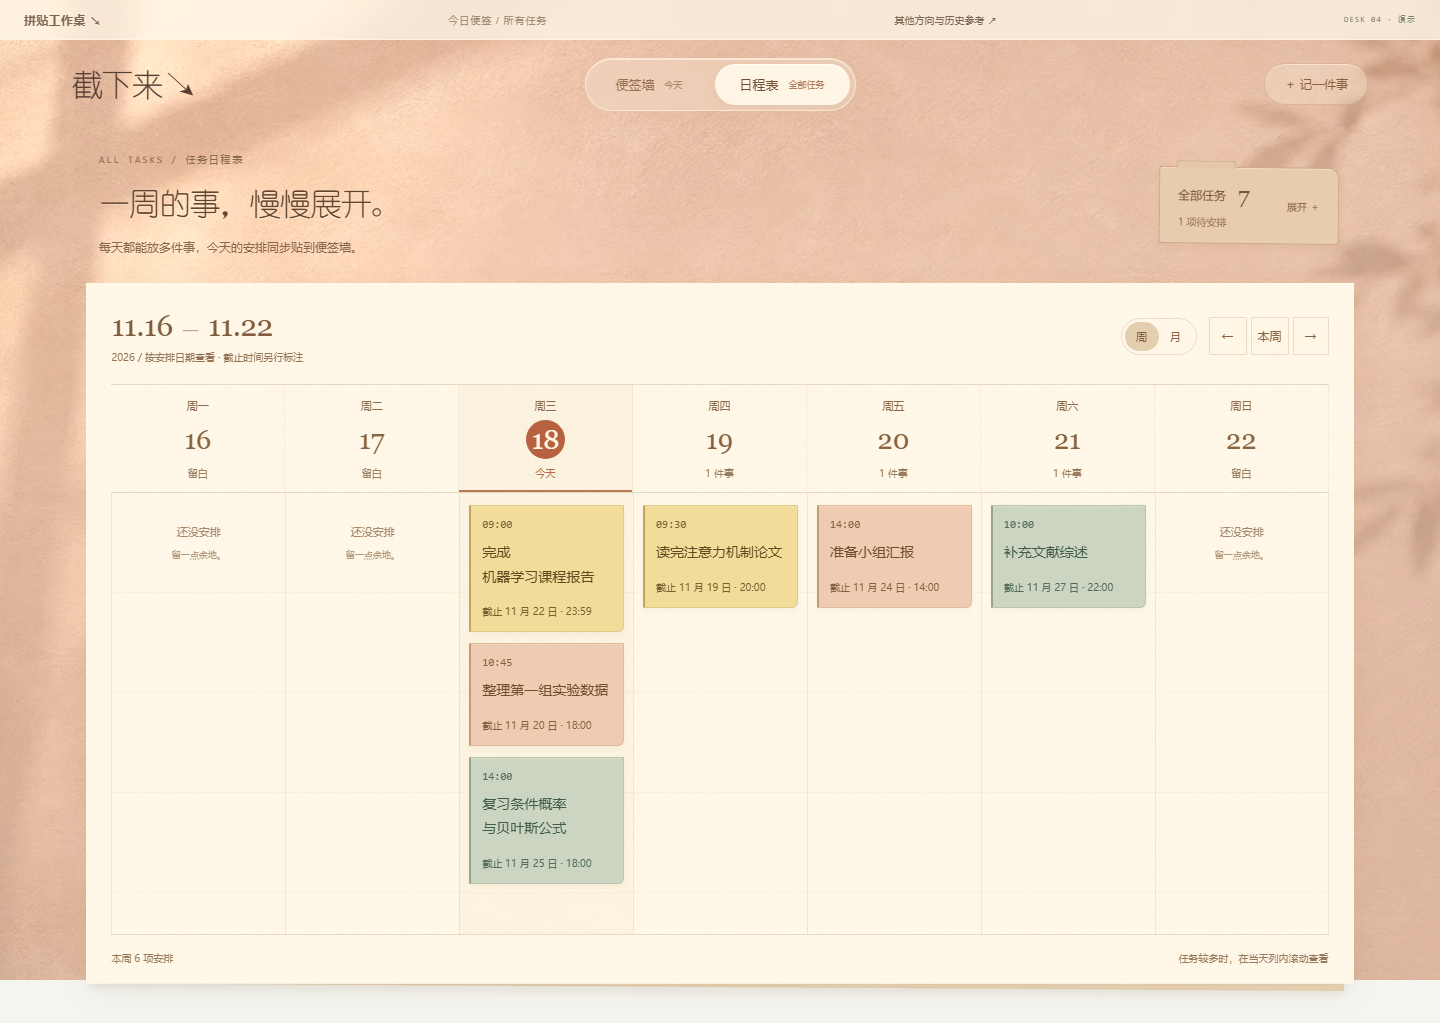 拼贴工作桌 ↘
今日便签 / 所有任务
其他方向与历史参考 ↗
DESK 04 · 演示
截下来↘
便签墙 今天
日程表 全部任务
+ 记一件事
ALL TASKS / 任务日程表
一周的事，慢慢展开。
每天都能放多件事，今天的安排同步贴到便签墙。
全部任务 7
1 项待安排
展开 +
11.16 — 11.22
2026 / 按安排日期查看 · 截止时间另行标注
周 月
← 本周 →
周一
16
留白
周二
17
留白
周三
18
今天
周四
19
1 件事
周五
20
1 件事
周六
21
1 件事
周日
22
留白
还没安排
留一点余地。
还没安排
留一点余地。
09:00
完成
机器学习课程报告
截止 11 月 22 日 · 23:59
10:45
整理第一组实验数据
截止 11 月 20 日 · 18:00
14:00
复习条件概率
与贝叶斯公式
截止 11 月 25 日 · 18:00
09:30
读完注意力机制论文
截止 11 月 19 日 · 20:00
14:00
准备小组汇报
截止 11 月 24 日 · 14:00
10:00
补充文献综述
截止 11 月 27 日 · 22:00
还没安排
留一点余地。
本周 6 项安排
任务较多时，在当天列内滚动查看